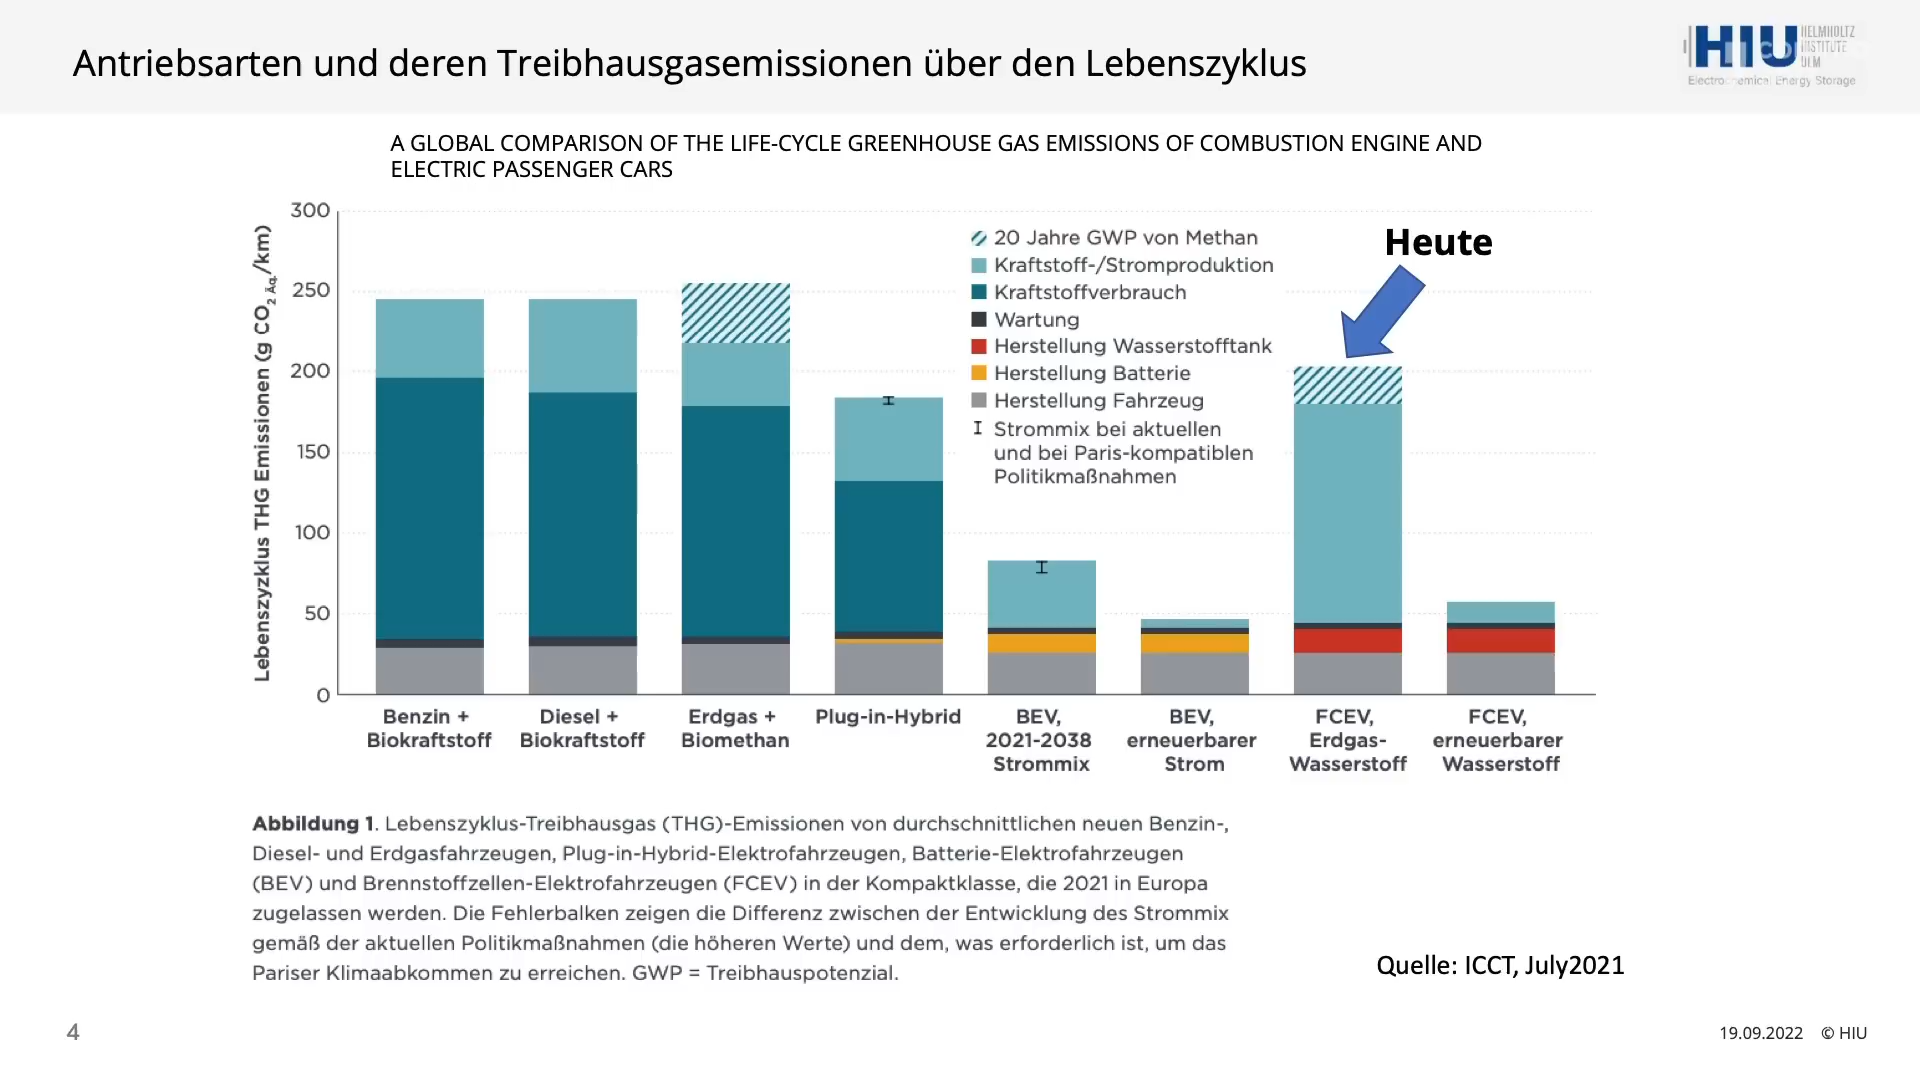 Antriebsarten und deren Treibhausgasemissionen über den Lebenszyklus
HIU
HELMHOLTZ
INSTITUTE
ULM
Electrochemical Energy Storage
A GLOBAL COMPARISON OF THE LIFE-CYCLE GREENHOUSE GAS EMISSIONS OF COMBUSTION ENGINE AND
ELECTRIC PASSENGER CARS
Lebenszyklus THG Emissionen (g CO2 Äq./km)
300
250
200
150
100
50
0
20 Jahre GWP von Methan
Kraftstoff-/Stromproduktion
Kraftstoffverbrauch
Wartung
Herstellung Wasserstofftank
Herstellung Batterie
Herstellung Fahrzeug
Strommix bei aktuellen
und bei Paris-kompatiblen
Politikmaßnahmen
Heute
Benzin +
Biokraftstoff
Diesel +
Biokraftstoff
Erdgas +
Biomethan
Plug-in-Hybrid
BEV,
2021-2038
Strommix
BEV,
erneuerbarer
Strom
FCEV,
Erdgas-
Wasserstoff
FCEV,
erneuerbarer
Wasserstoff
Abbildung 1. Lebenszyklus-Treibhausgas (THG)-Emissionen von durchschnittlichen neuen Benzin-,
Diesel- und Erdgasfahrzeugen, Plug-in-Hybrid-Elektrofahrzeugen, Batterie-Elektrofahrzeugen
(BEV) und Brennstoffzellen-Elektrofahrzeugen (FCEV) in der Kompaktklasse, die 2021 in Europa
zugelassen werden. Die Fehlerbalken zeigen die Differenz zwischen der Entwicklung des Strommix
gemäß der aktuellen Politikmaßnahmen (die höheren Werte) und dem, was erforderlich ist, um das
Pariser Klimaabkommen zu erreichen. GWP = Treibhauspotenzial.
Quelle: ICCT, July2021
4
19.09.2022 © HIU